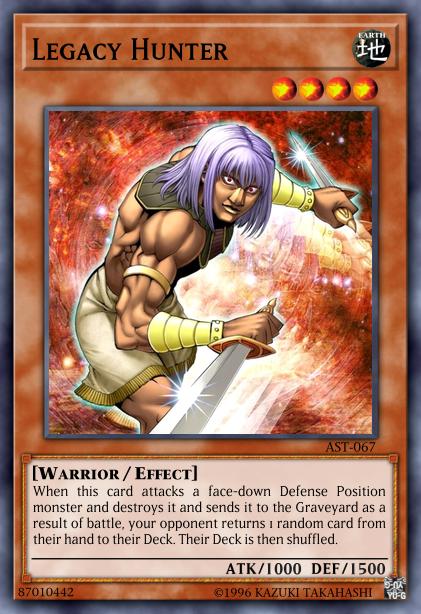 LEGACY HUNTER
EARTH
地
AST-067
[WARRIOR / EFFECT]
When this card attacks a face-down Defense Position
monster and destroys it and sends it to the Graveyard as a
result of battle, your opponent returns 1 random card from
their hand to their Deck. Their Deck is then shuffled.
ATK/1000 DEF/1500
87010442
©1996 KAZUKI TAKAHASHI